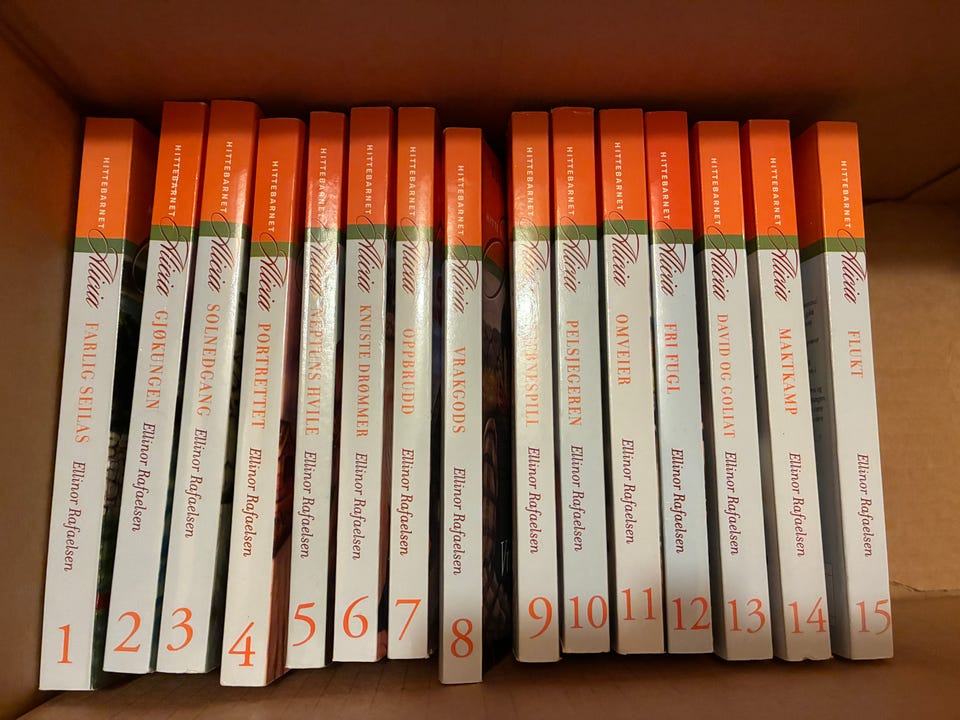 HITTEBARNET Alicia FARLIG SEILAS Ellinor Rafaelsen 1
HITTEBARNET Alicia GJØKUNGEN Ellinor Rafaelsen 2
HITTEBARNET Alicia SOLNEDGANG Ellinor Rafaelsen 3
HITTEBARNET Alicia PORTRETTET Ellinor Rafaelsen 4
HITTEBARNET Alicia NEPTUNS HVILE Ellinor Rafaelsen 5
HITTEBARNET Alicia KNUSTE DRØMMER Ellinor Rafaelsen 6
HITTEBARNET Alicia OPPBRUDD Ellinor Rafaelsen 7
HITTEBARNET Alicia VRAKGODS Ellinor Rafaelsen 8
HITTEBARNET Alicia Ellinor Rafaelsen 9
HITTEBARNET Alicia PELSJEGEREN Ellinor Rafaelsen 10
HITTEBARNET Alicia OMVEIER Ellinor Rafaelsen 11
HITTEBARNET Alicia FRI FUGL Ellinor Rafaelsen 12
HITTEBARNET Alicia DAVID OG GOLIAT Ellinor Rafaelsen 13
HITTEBARNET Alicia MAKTKAMP Ellinor Rafaelsen 14
HITTEBARNET Alicia FLUKT Ellinor Rafaelsen 15